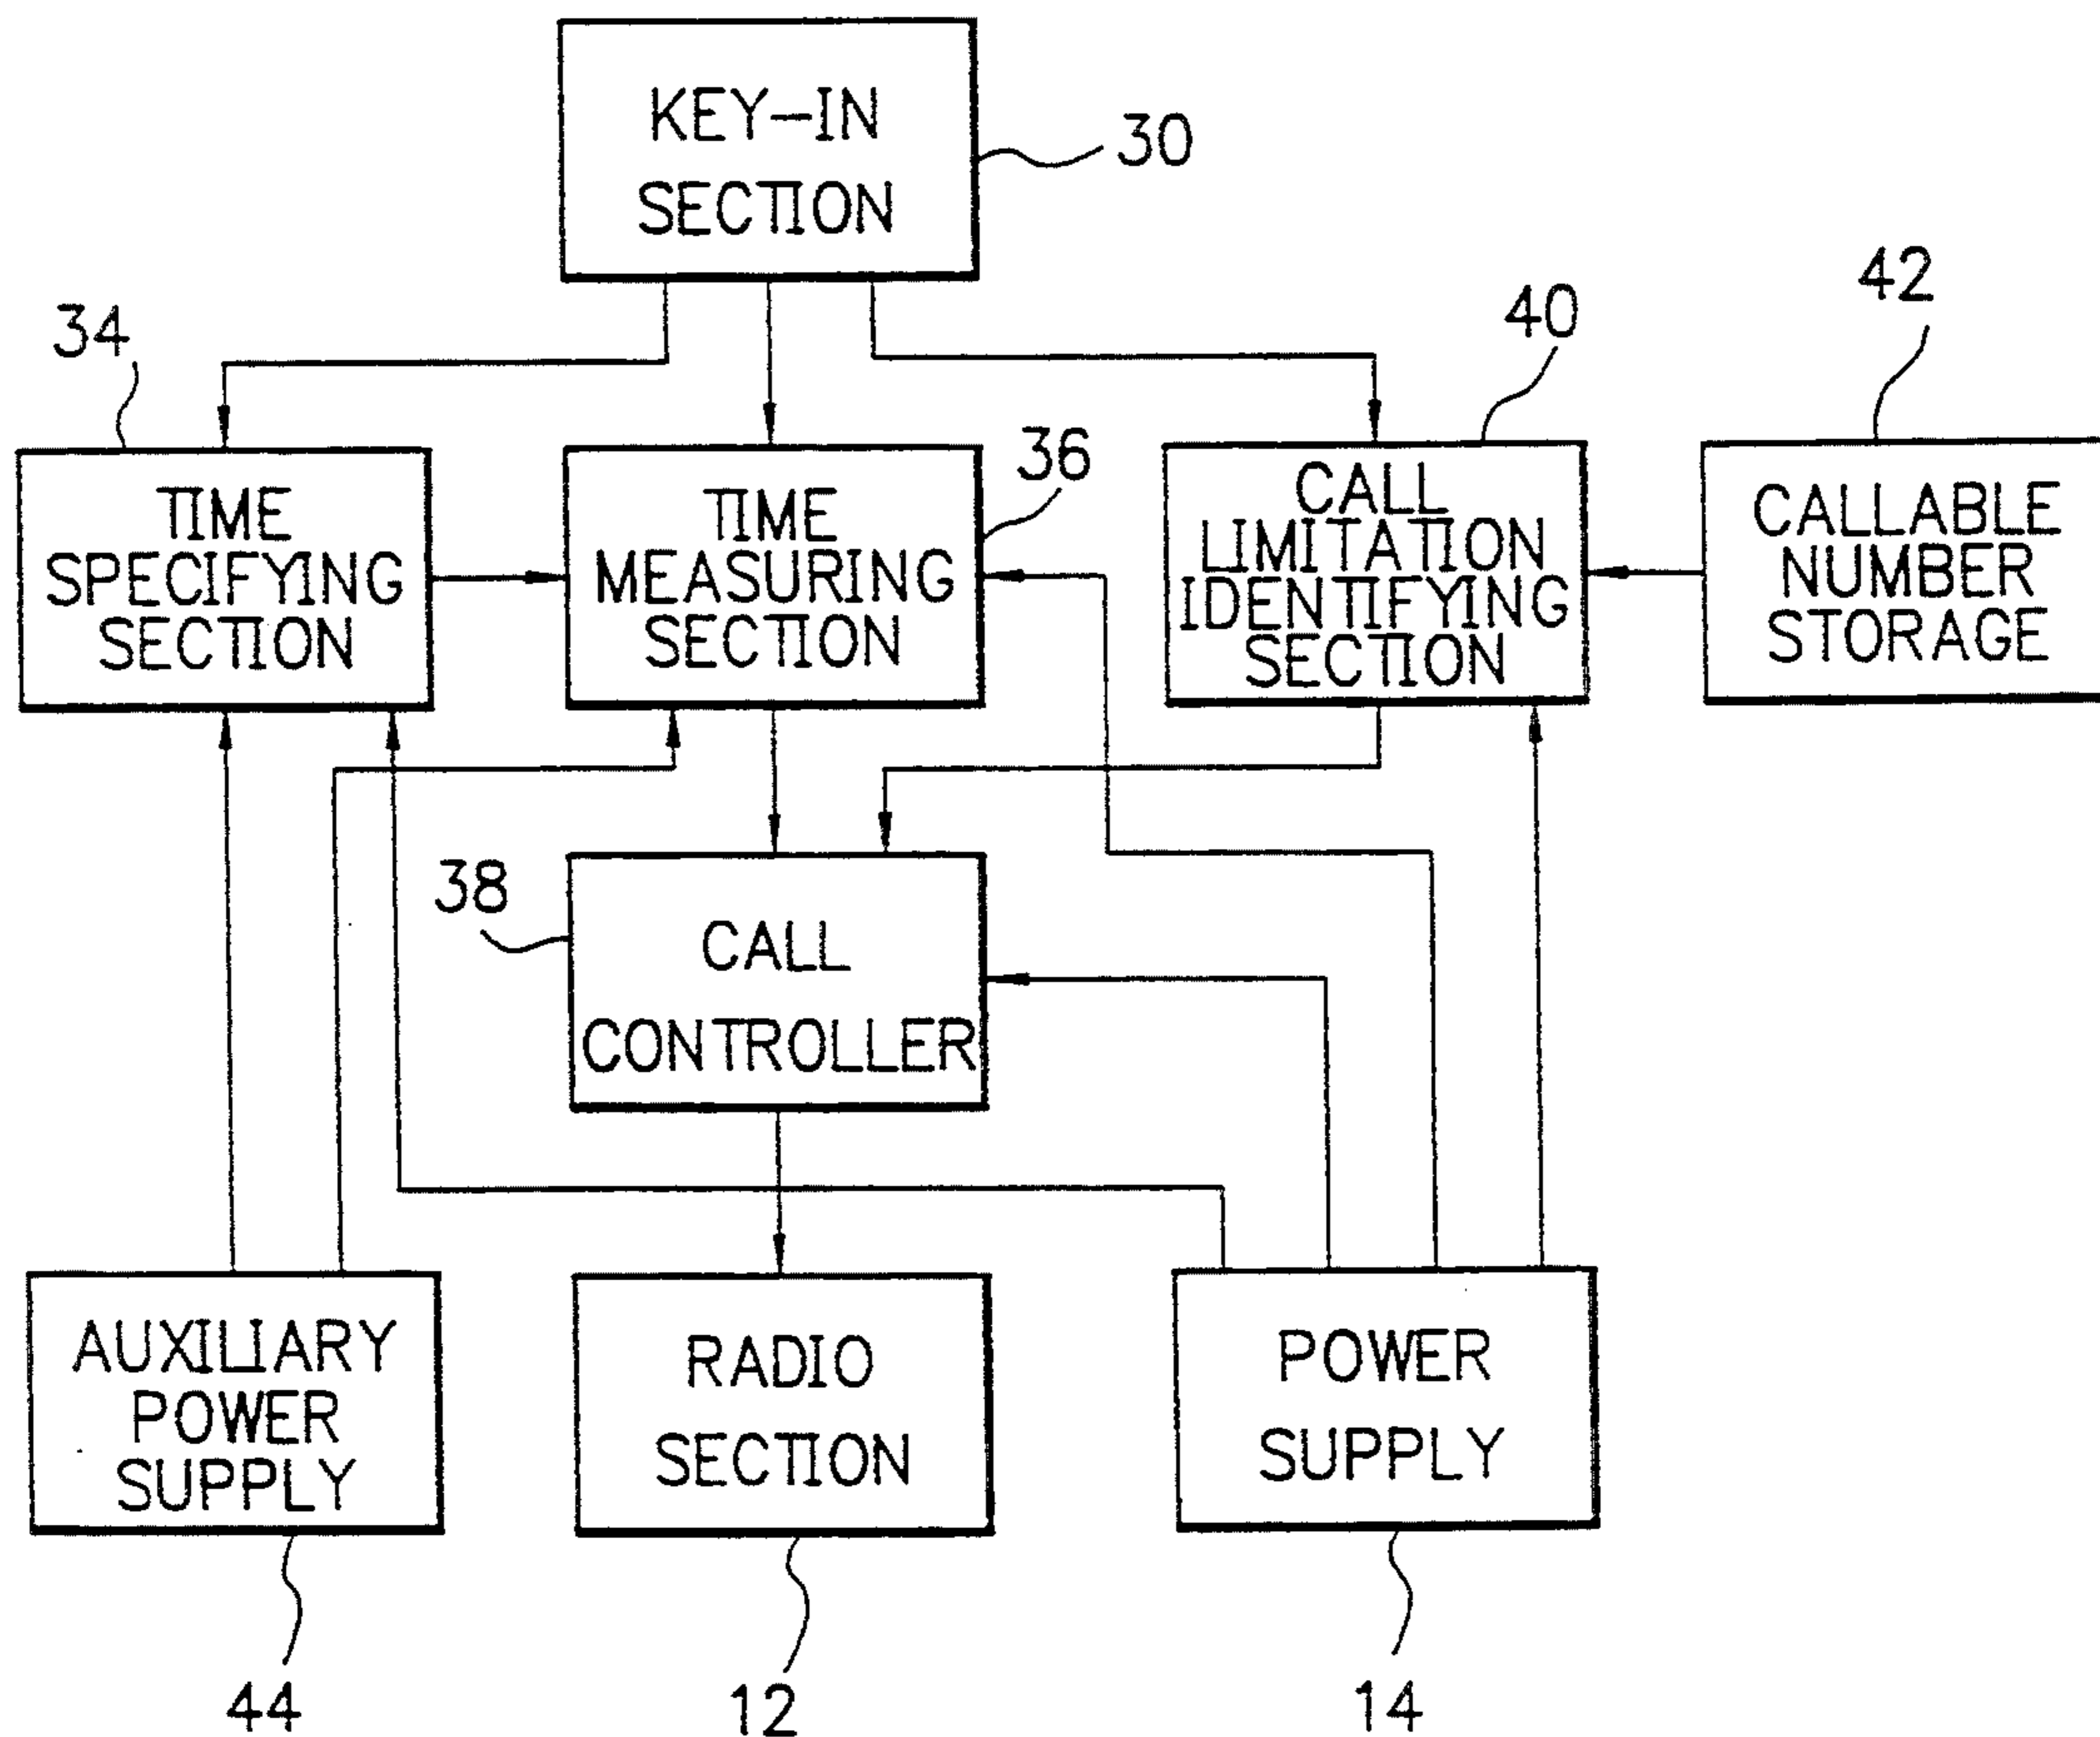 KEY-IN
SECTION
30
34
40
42
36
TIME
SPECIFYING
SECTION
TIME
MEASURING
SECTION
CALL
LIMITATION
IDENTIFYING
SECTION
CALLABLE
NUMBER
STORAGE
38
CALL
CONTROLLER
AUXILIARY
POWER
SUPPLY
RADIO
SECTION
POWER
SUPPLY
44
12
14